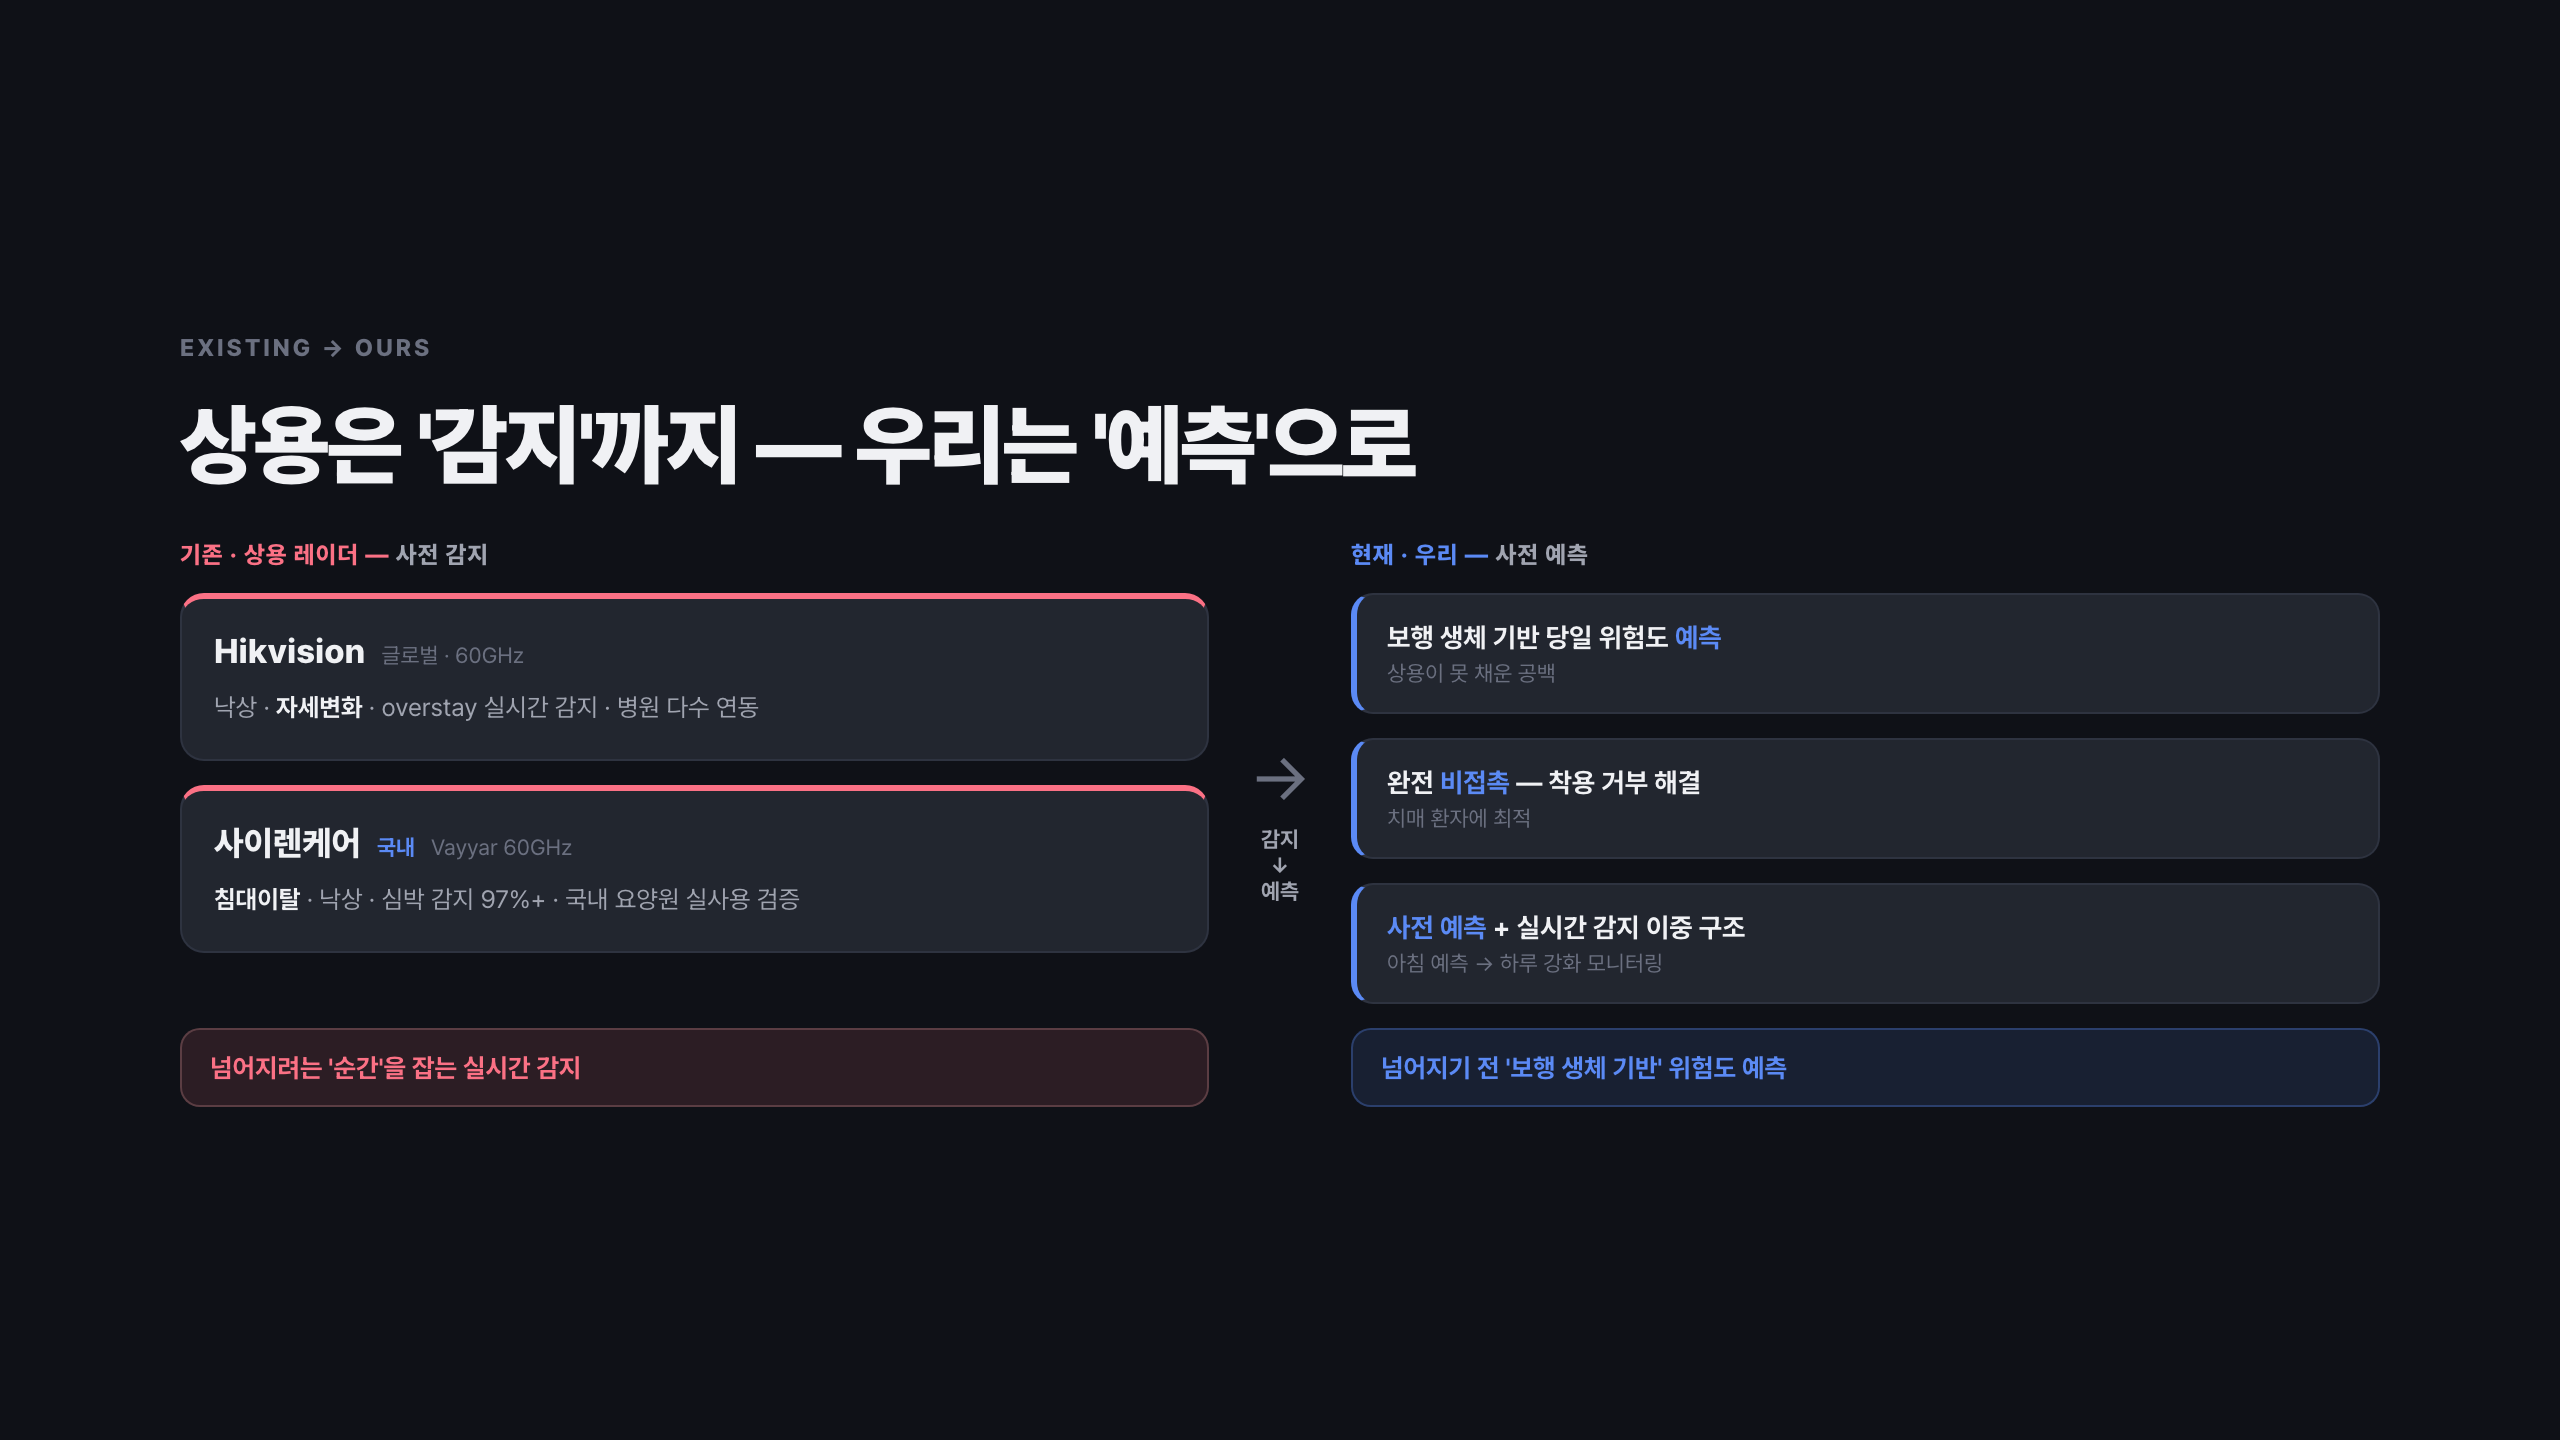 EXISTING → OURS
상용은 '감지'까지 — 우리는 '예측'으로
기존 · 상용 레이더 — 사전 감지
Hikvision 글로벌 · 60GHz
낙상 · 자세변화 · overstay 실시간 감지 · 병원 다수 연동
사이렌케어 국내 Vayyar 60GHz
침대이탈 · 낙상 · 심박 감지 97%+ · 국내 요양원 실사용 검증
넘어지려는 '순간'을 잡는 실시간 감지
→
감지
↓
예측
현재 · 우리 — 사전 예측
보행 생체 기반 당일 위험도 예측
상용이 못 채운 공백
완전 비접촉 — 착용 거부 해결
치매 환자에 최적
사전 예측 + 실시간 감지 이중 구조
아침 예측 → 하루 강화 모니터링
넘어지기 전 '보행 생체 기반' 위험도 예측